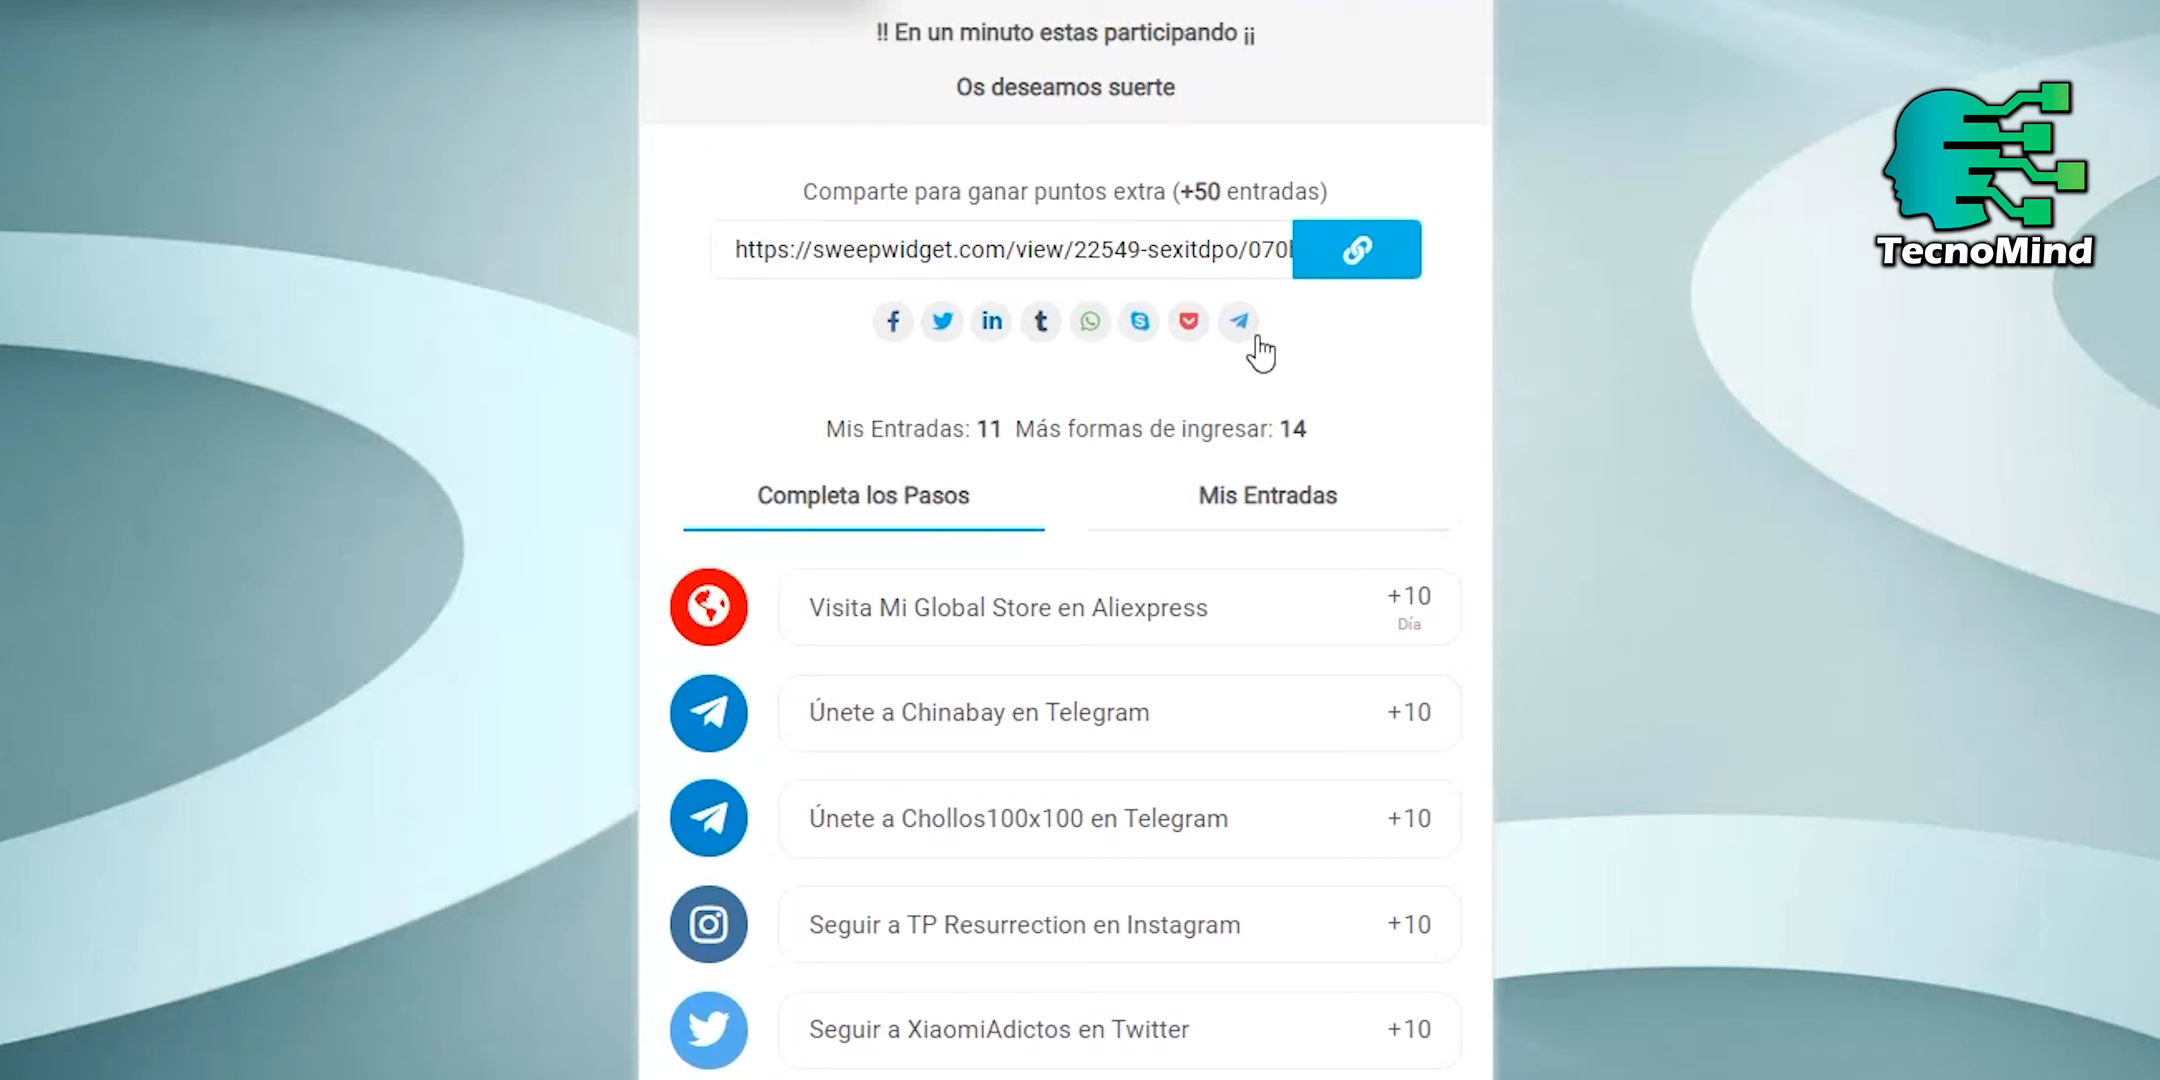 !! En un minuto estas participando ¡¡
Os deseamos suerte
TecnoMind
Comparte para ganar puntos extra (+50 entradas)
https://sweepwidget.com/view/22549-sexitdpo/070
Mis Entradas: 11 Más formas de ingresar: 14
Completa los Pasos Mis Entradas
Visita Mi Global Store en Aliexpress +10
Día
Únete a Chinabay en Telegram +10
Únete a Chollos100x100 en Telegram +10
Seguir a TP Resurrection en Instagram +10
Seguir a XiaomiAdictos en Twitter +10